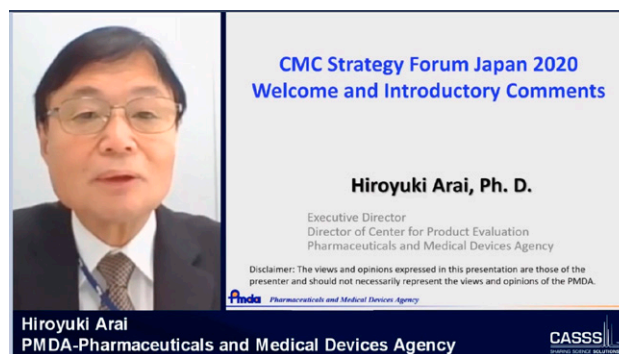 CMC Strategy Forum Japan 2020
Welcome and Introductory Comments
Hiroyuki Arai, Ph. D.
Executive Director
Director of Center for Product Evaluation
Pharmaceuticals and Medical Devices Agency
Disclaimer: The views and opinions expressed in this presentation are those of the
presenter and should not necessarily represent the views and opinions of the PMDA.
Pmda Pharmaceuticals and Medical Devices Agency
Hiroyuki Arai
PMDA-Pharmaceuticals and Medical Devices Agency
CASSS
SHARING SCIENCE SOLUTIONS